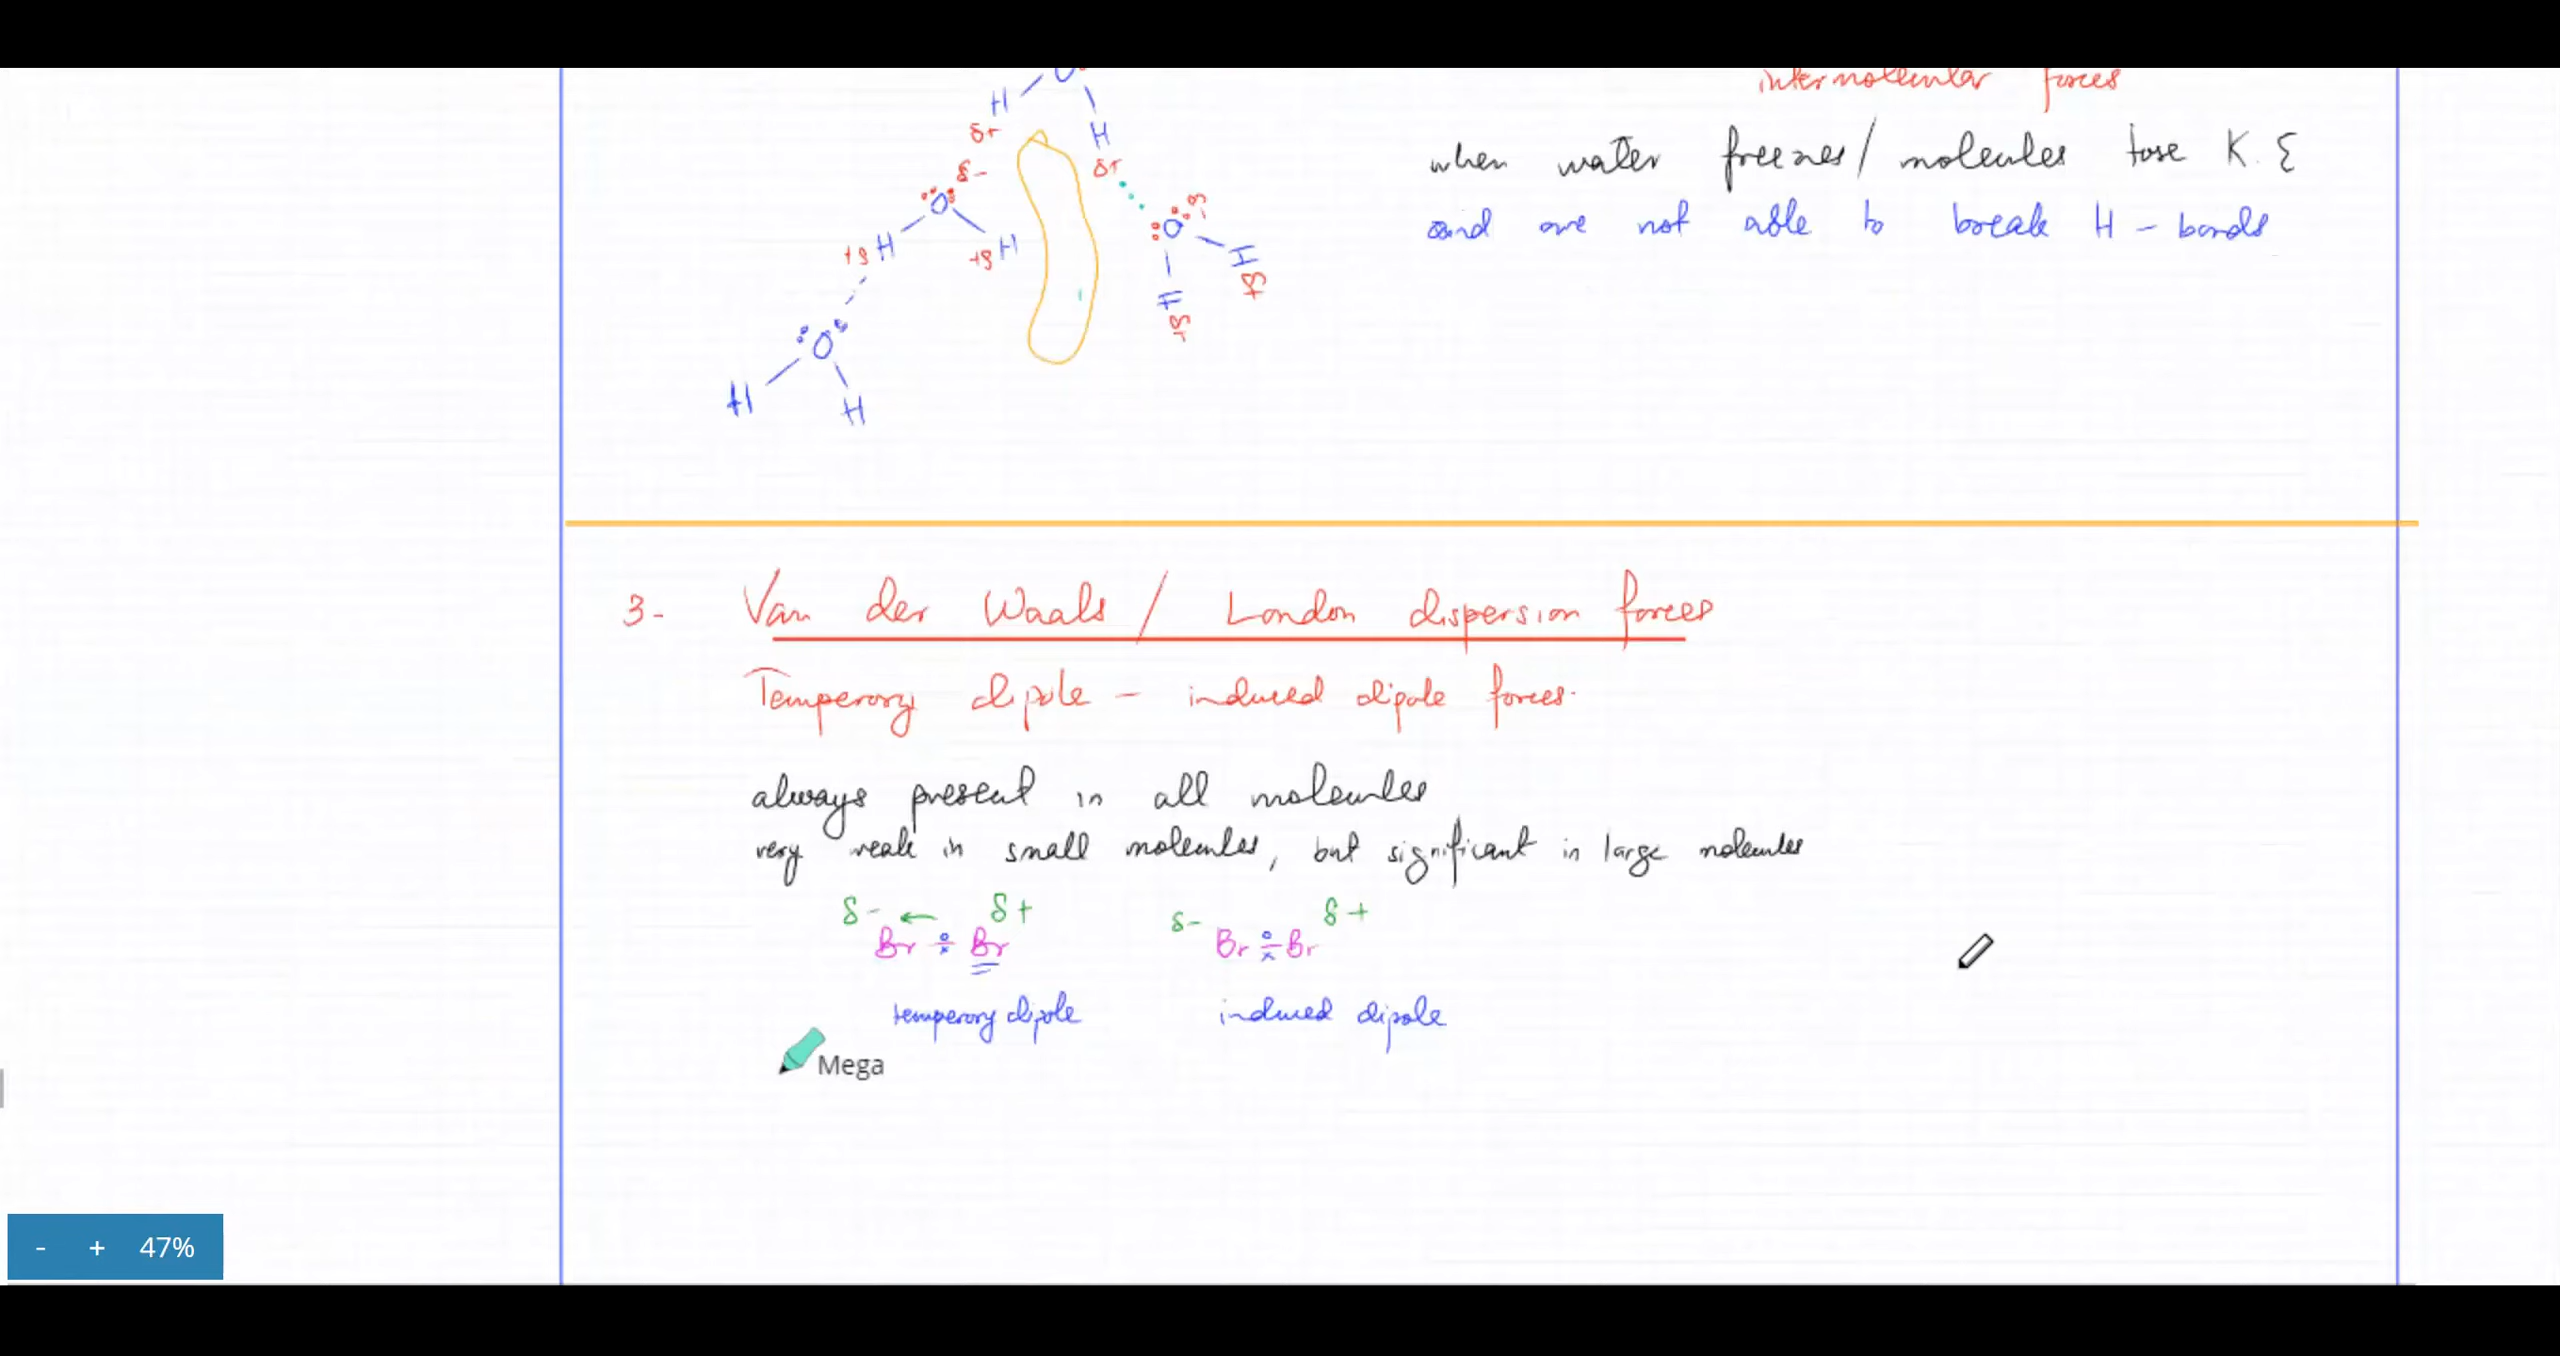 intermolecular forces
when water freezes / molecules lose K.E
and are not able to break H - bonds
O
H
H
δ+
δ+
δ-
O
H
H
δ+
δ+
O
δ-
H
H
δ+
δ+
O
H
H
3- Van der Waals / London dispersion forces
Temperory dipole - induced dipole forces.
always present in all molecules
very weak in small molecules, but significant in large molecules
δ- ← δ+ δ- δ+
Br Br Br Br
temperory dipole induced dipole
Mega
- + 47%